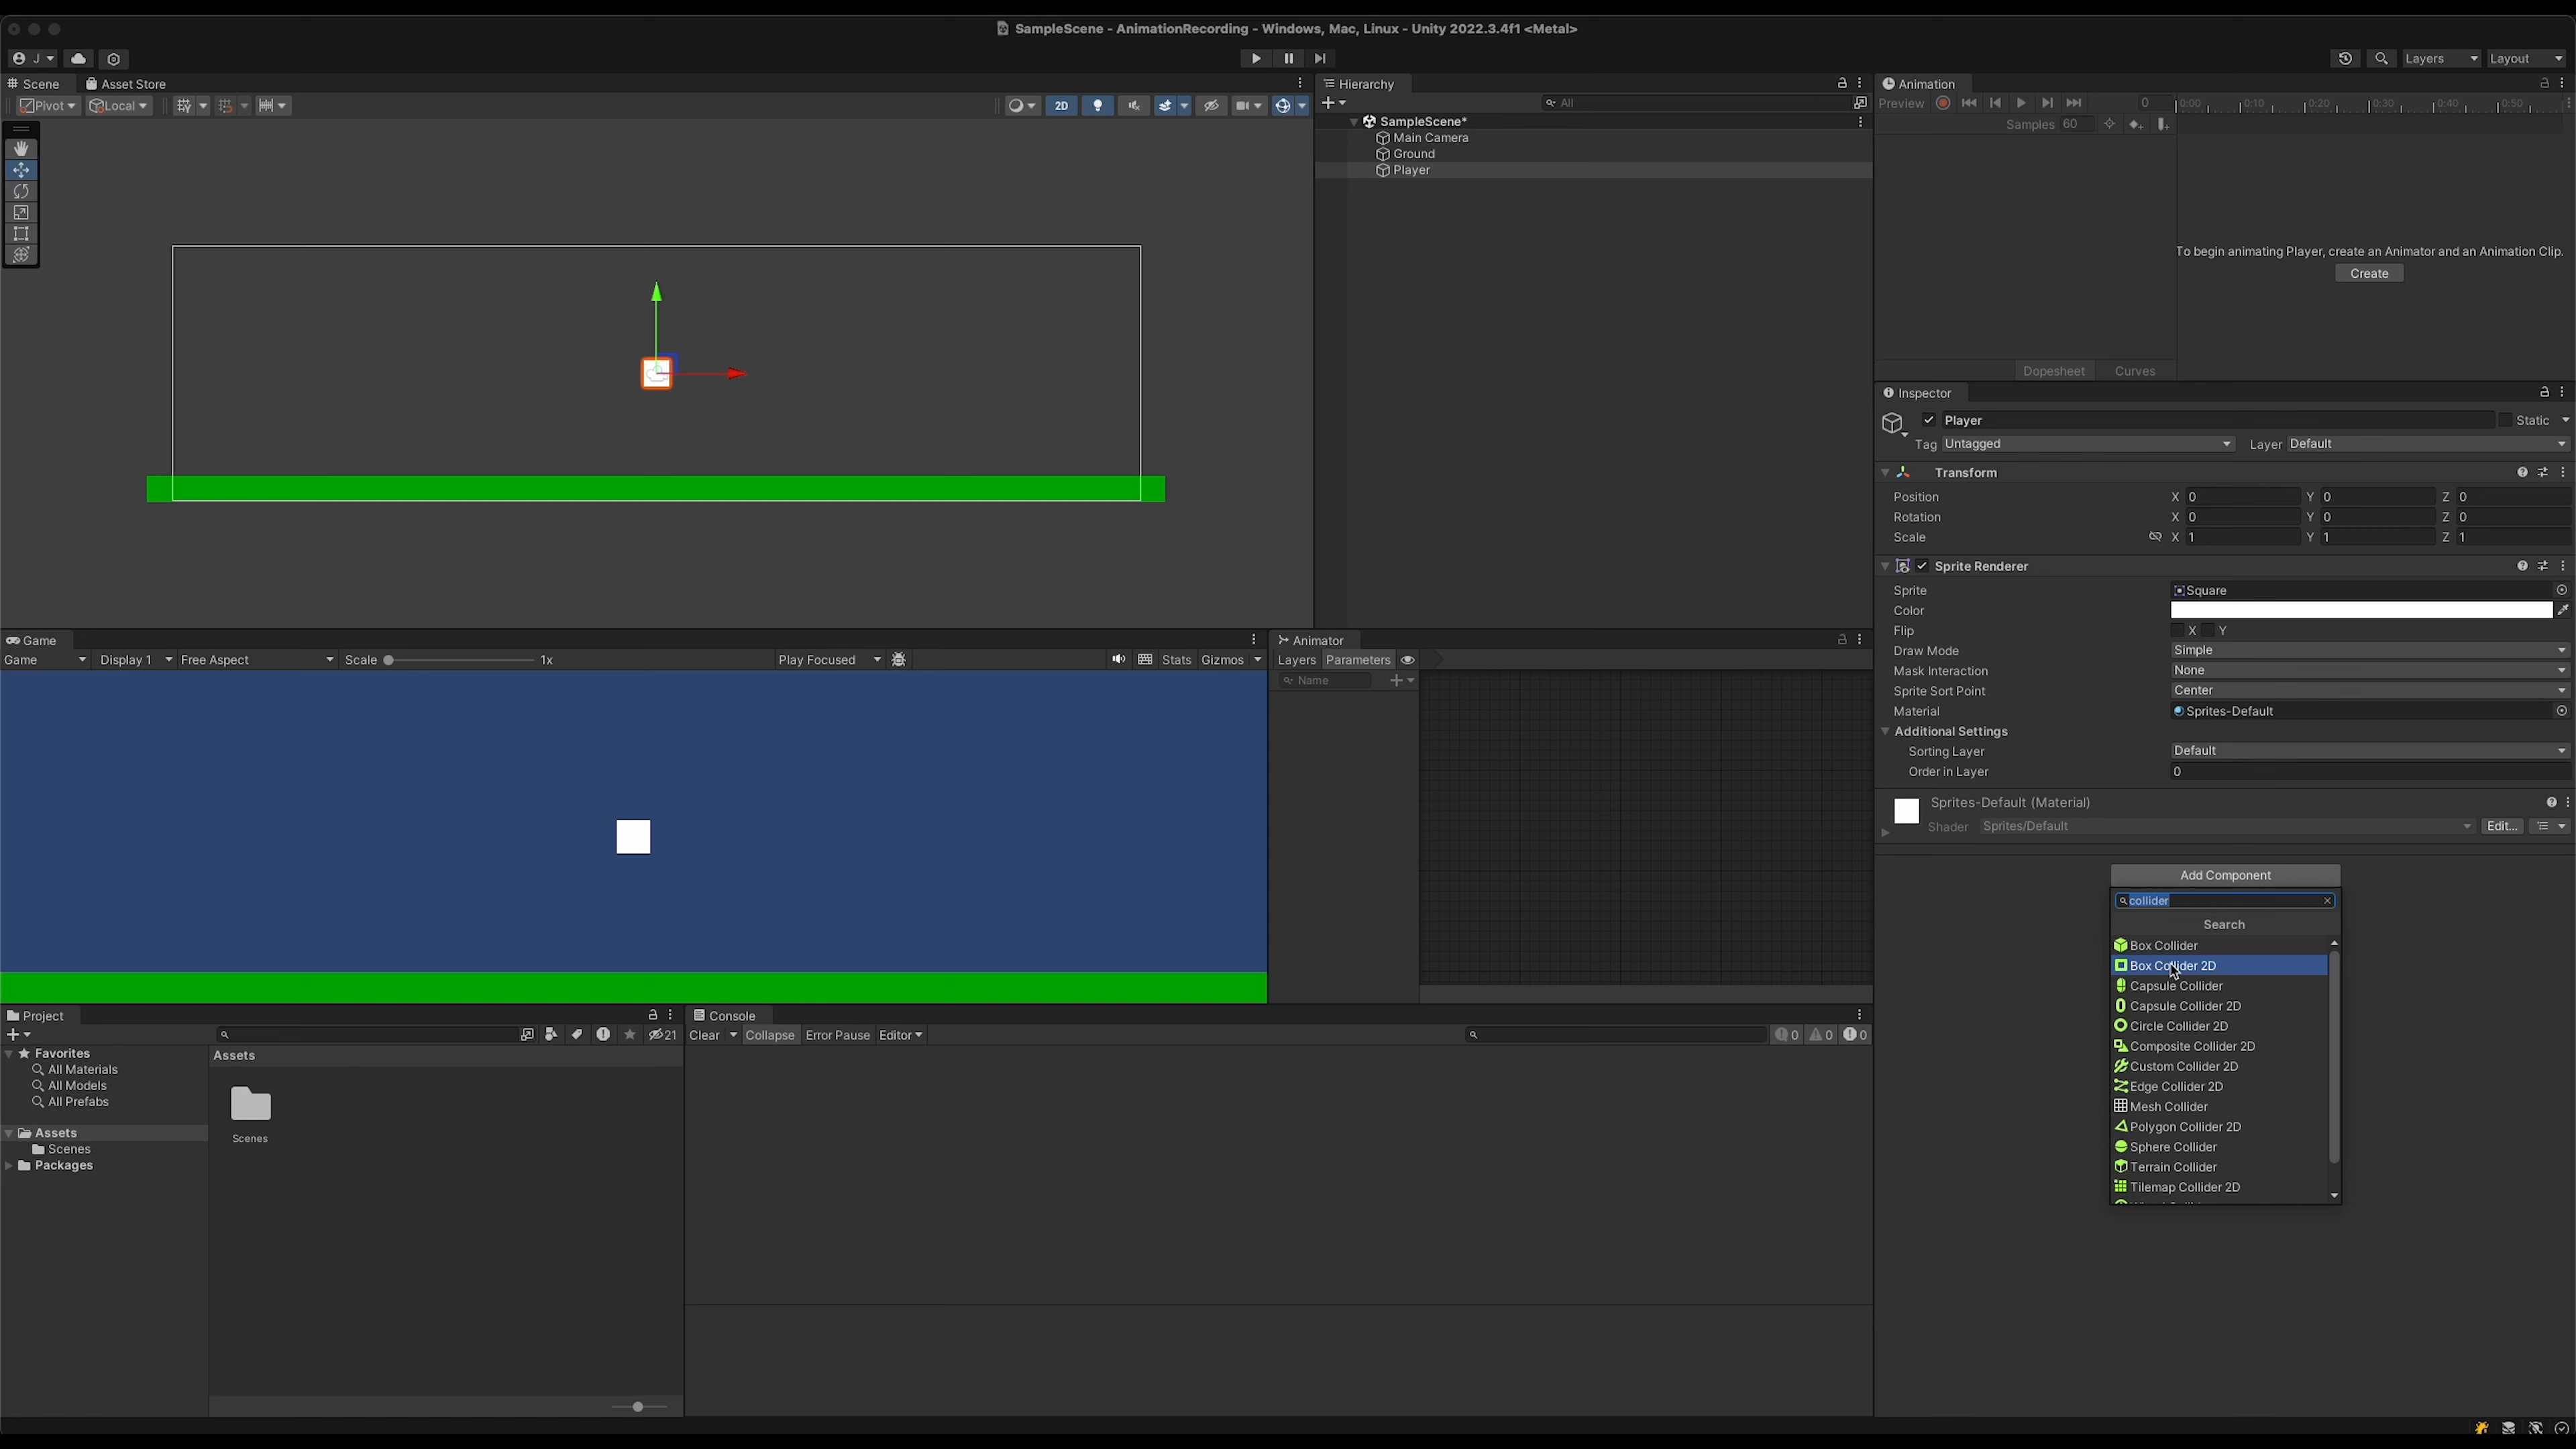 SampleScene - AnimationRecording - Windows, Mac, Linux - Unity 2022.3.4f1 <Metal>
J
Layers
Layout
Scene
Asset Store
Pivot
Local
2D
Hierarchy
All
SampleScene*
Main Camera
Ground
Player
Animation
Preview
0
0:00
0:10
0:20
0:30
0:40
0:50
Samples 60
To begin animating Player, create an Animator and an Animation Clip.
Create
Dopesheet
Curves
Inspector
Player
Static
Tag Untagged
Layer Default
Transform
Position X 0 Y 0 Z 0
Rotation X 0 Y 0 Z 0
Scale X 1 Y 1 Z 1
Sprite Renderer
Sprite Square
Color
Flip X Y
Draw Mode Simple
Mask Interaction None
Sprite Sort Point Center
Material Sprites-Default
Additional Settings
Sorting Layer Default
Order in Layer 0
Sprites-Default (Material)
Shader Sprites/Default
Edit...
Add Component
collider
Search
Box Collider
Box Collider 2D
Capsule Collider
Capsule Collider 2D
Circle Collider 2D
Composite Collider 2D
Custom Collider 2D
Edge Collider 2D
Mesh Collider
Polygon Collider 2D
Sphere Collider
Terrain Collider
Tilemap Collider 2D
Game
Game
Display 1
Free Aspect
Scale 1x
Play Focused
Stats
Gizmos
Animator
Layers
Parameters
Name
Project
21
Favorites
All Materials
All Models
All Prefabs
Assets
Scenes
Packages
Assets
Scenes
Console
Clear
Collapse
Error Pause
Editor
0
0
0